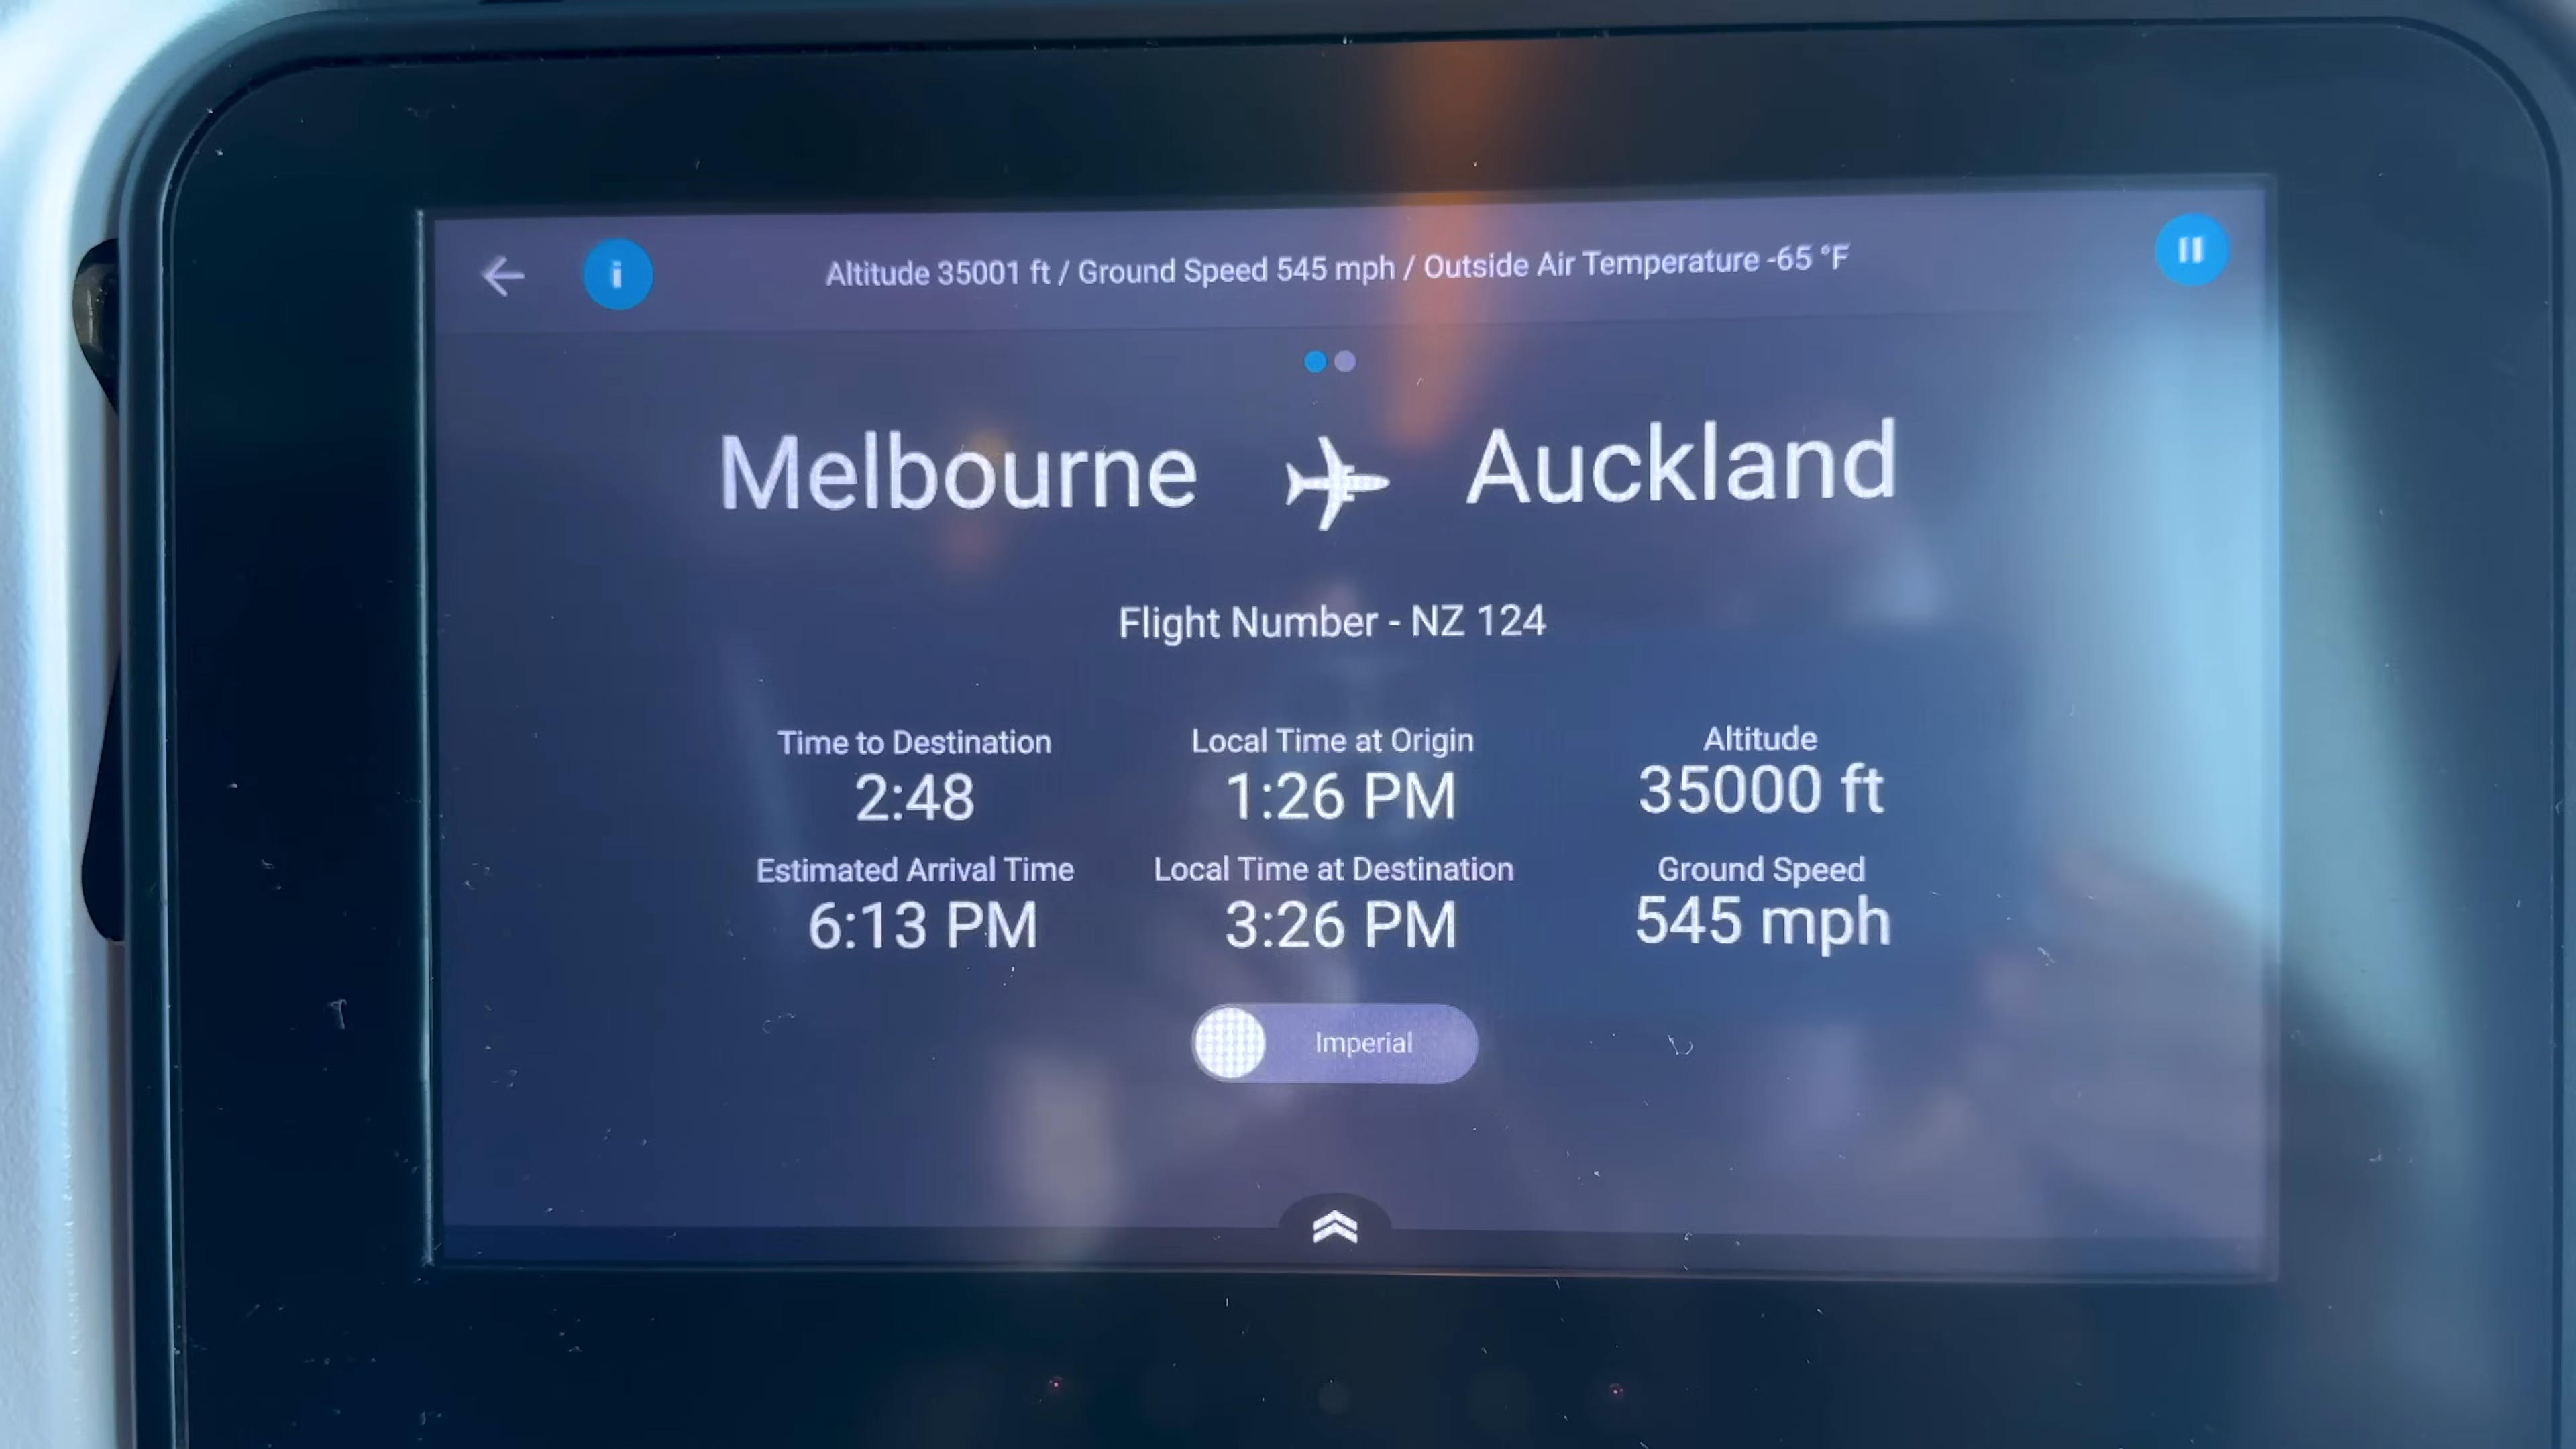 i
Altitude 35001 ft / Ground Speed 545 mph / Outside Air Temperature -65 °F
Melbourne Auckland
Flight Number - NZ 124
Time to Destination
2:48
Local Time at Origin
1:26 PM
Altitude
35000 ft
Estimated Arrival Time
6:13 PM
Local Time at Destination
3:26 PM
Ground Speed
545 mph
Imperial